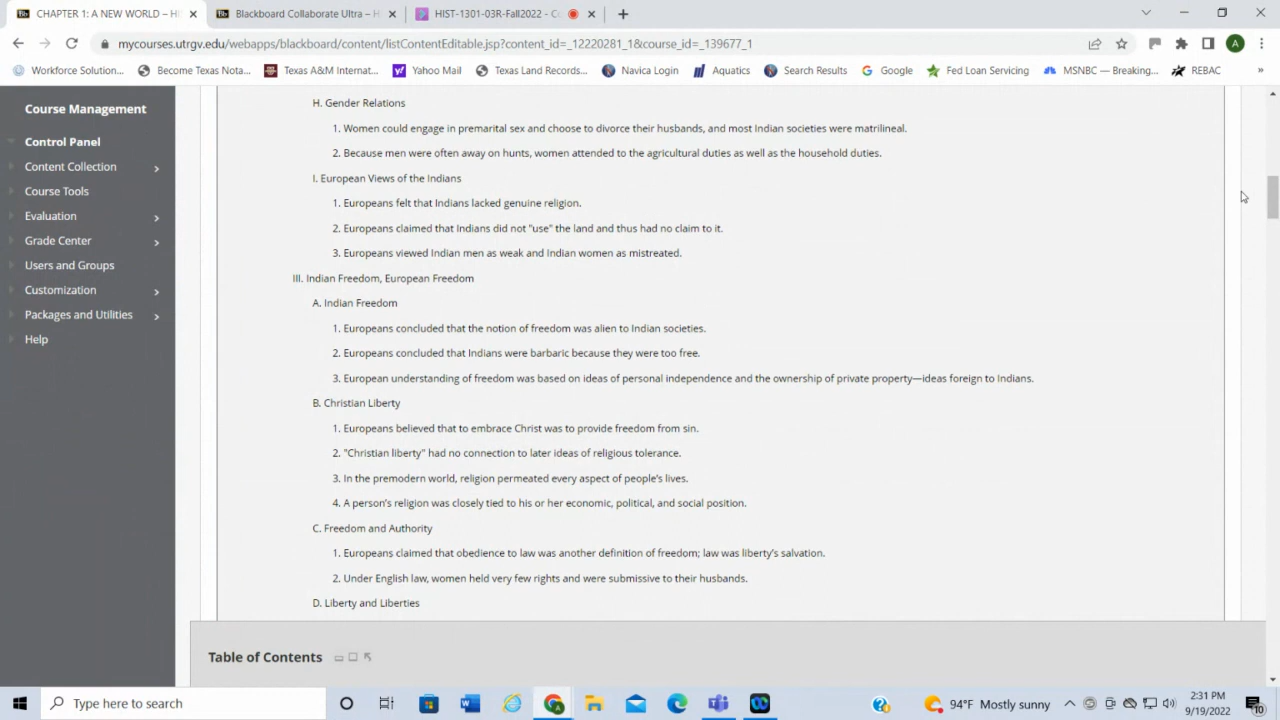 CHAPTER 1: A NEW WORLD – H
Blackboard Collaborate Ultra – H
HIST-1301-03R-Fall2022 - Co
mycourses.utrgv.edu/webapps/blackboard/content/listContentEditable.jsp?content_id=_12220281_1&course_id=_139677_1
A
Workforce Solution...
Become Texas Nota...
Texas A&M Internat...
Yahoo Mail
Texas Land Records...
Navica Login
Aquatics
Search Results
Google
Fed Loan Servicing
MSNBC — Breaking...
REBAC
»
Course Management
Control Panel
Content Collection
Course Tools
Evaluation
Grade Center
Users and Groups
Customization
Packages and Utilities
Help
H. Gender Relations
1. Women could engage in premarital sex and choose to divorce their husbands, and most Indian societies were matrilineal.
2. Because men were often away on hunts, women attended to the agricultural duties as well as the household duties.
I. European Views of the Indians
1. Europeans felt that Indians lacked genuine religion.
2. Europeans claimed that Indians did not "use" the land and thus had no claim to it.
3. Europeans viewed Indian men as weak and Indian women as mistreated.
III. Indian Freedom, European Freedom
A. Indian Freedom
1. Europeans concluded that the notion of freedom was alien to Indian societies.
2. Europeans concluded that Indians were barbaric because they were too free.
3. European understanding of freedom was based on ideas of personal independence and the ownership of private property—ideas foreign to Indians.
B. Christian Liberty
1. Europeans believed that to embrace Christ was to provide freedom from sin.
2. "Christian liberty" had no connection to later ideas of religious tolerance.
3. In the premodern world, religion permeated every aspect of people's lives.
4. A person's religion was closely tied to his or her economic, political, and social position.
C. Freedom and Authority
1. Europeans claimed that obedience to law was another definition of freedom; law was liberty's salvation.
2. Under English law, women held very few rights and were submissive to their husbands.
D. Liberty and Liberties
Table of Contents
Type here to search
94°F Mostly sunny
2:31 PM
9/19/2022
10